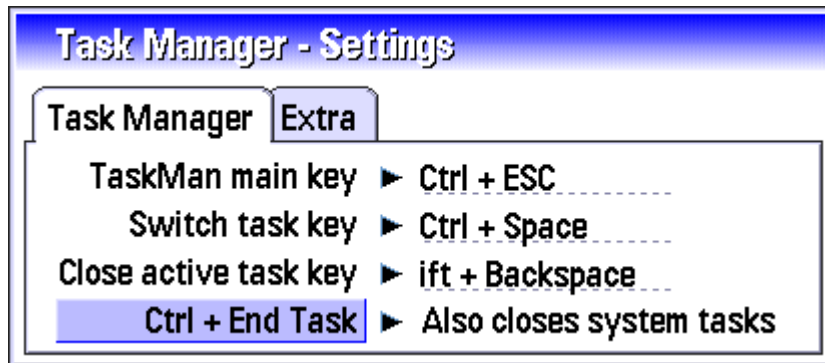 Task Manager - Settings
Task Manager Extra
TaskMan main key ► Ctrl + ESC
Switch task key ► Ctrl + Space
Close active task key ► ift + Backspace
Ctrl + End Task ► Also closes system tasks